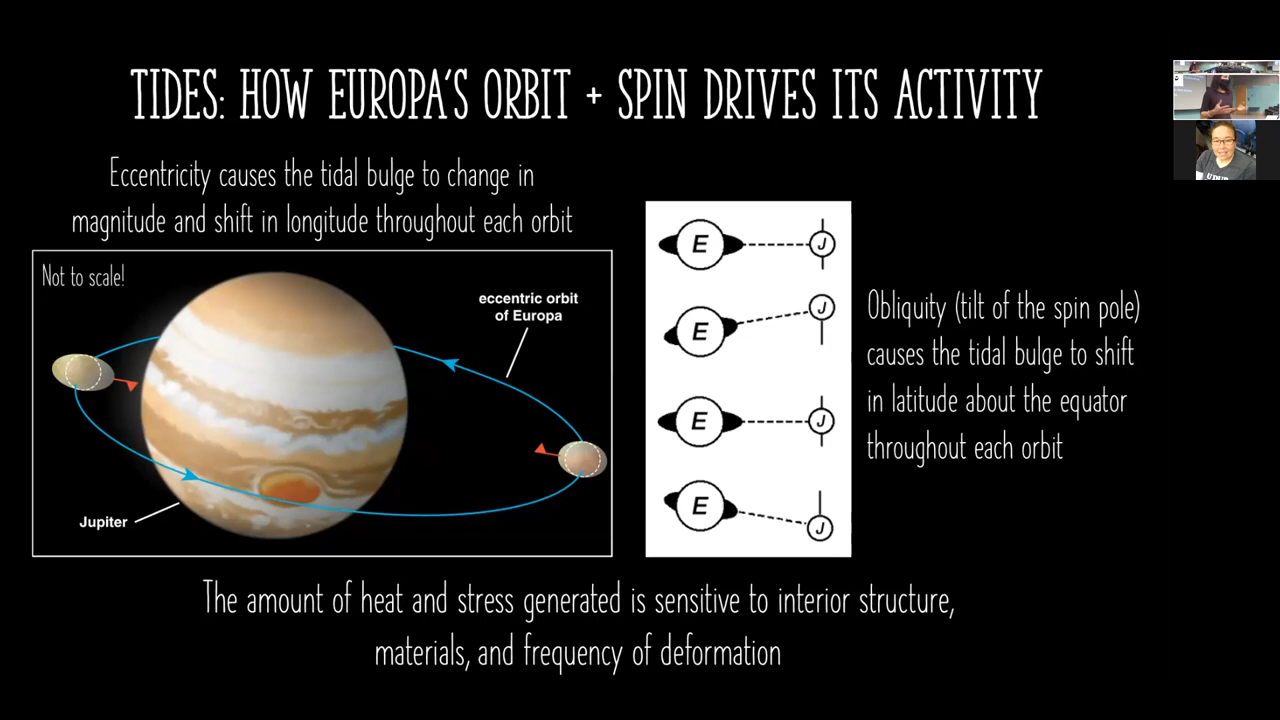 TIDES: HOW EUROPA'S ORBIT + SPIN DRIVES ITS ACTIVITY
Eccentricity causes the tidal bulge to change in
magnitude and shift in longitude throughout each orbit
Not to scale!
eccentric orbit
of Europa
Jupiter
E
J
E
J
E
J
E
J
Obliquity (tilt of the spin pole)
causes the tidal bulge to shift
in latitude about the equator
throughout each orbit
The amount of heat and stress generated is sensitive to interior structure,
materials, and frequency of deformation